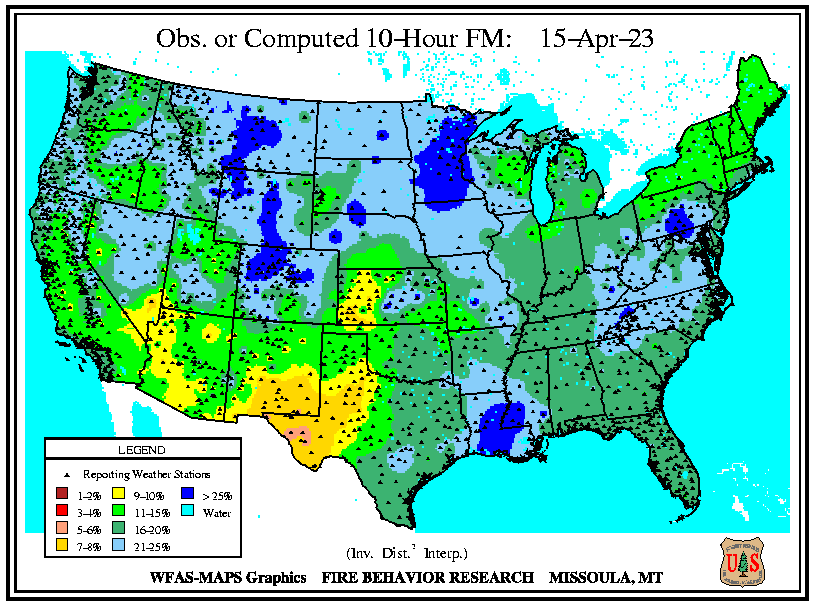 Obs. or Computed 10-Hour FM: 15-Apr-23
LEGEND
Reporting Weather Stations
1-2% 9-10% > 25%
3-4% 11-15% Water
5-6% 16-20%
7-8% 21-25%
(Inv. Dist.² Interp.)
WFAS-MAPS Graphics FIRE BEHAVIOR RESEARCH MISSOULA, MT
U S